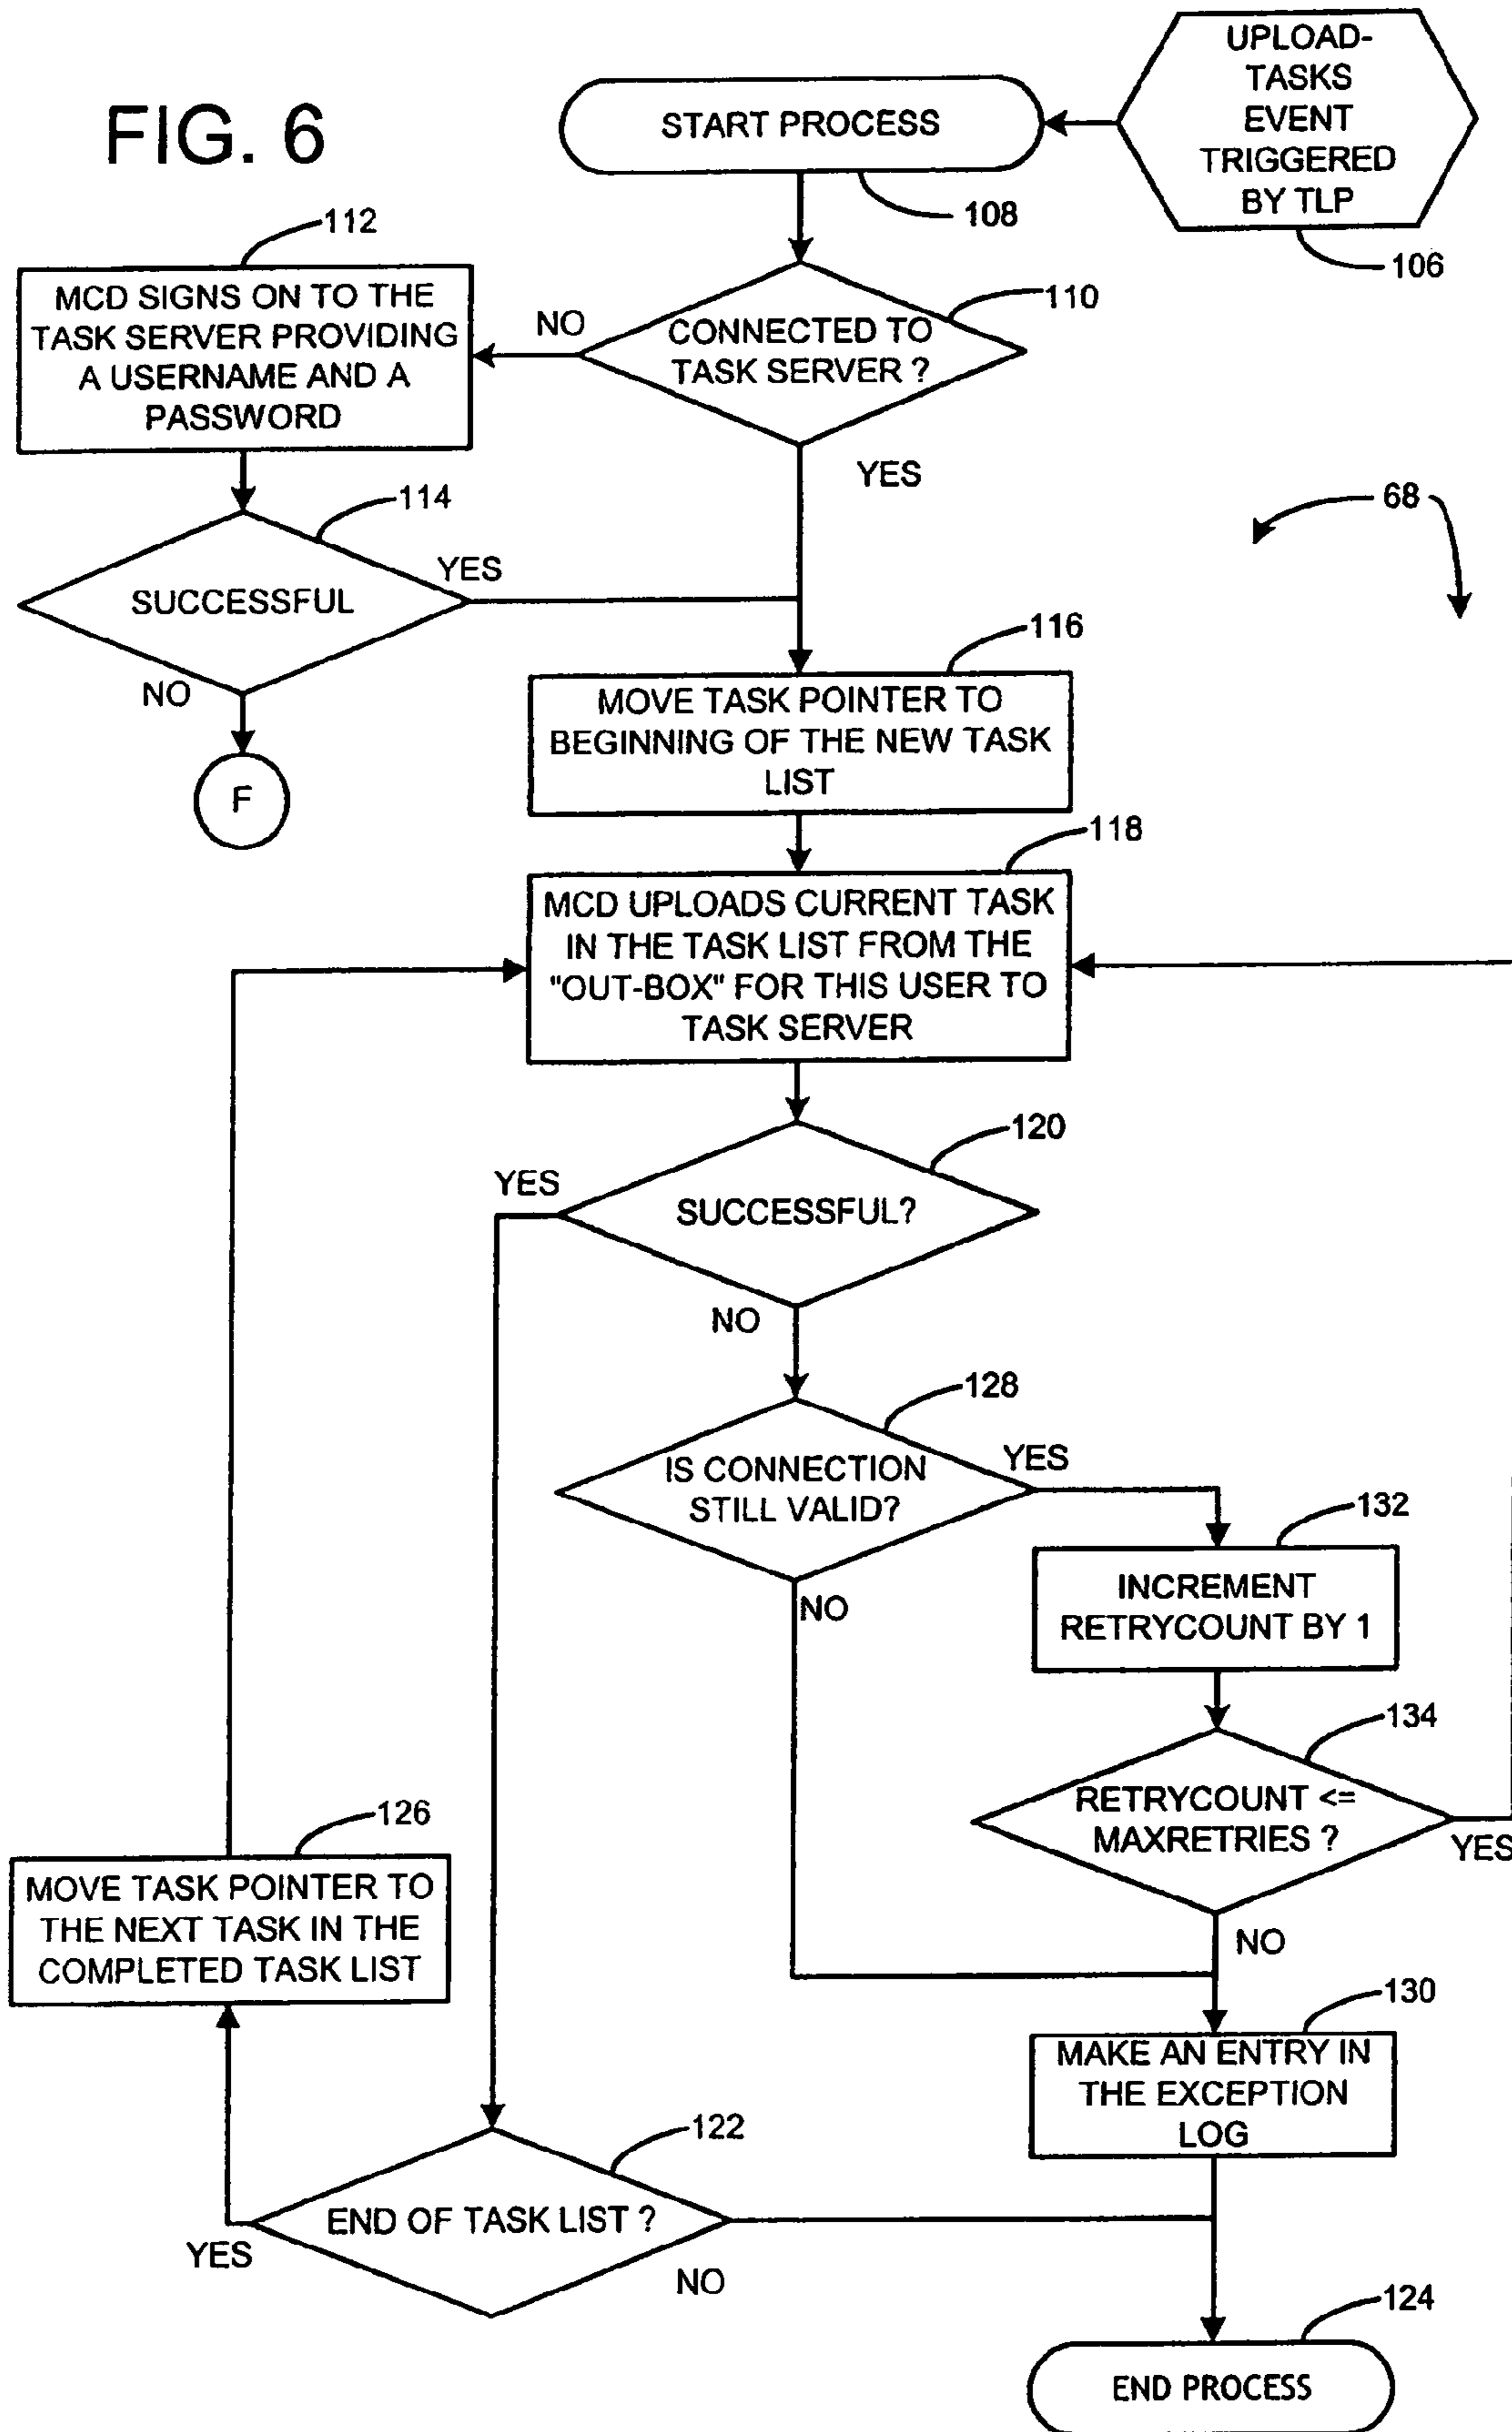 FIG. 6
START PROCESS
108
UPLOAD-
TASKS
EVENT
TRIGGERED
BY TLP
106
112
MCD SIGNS ON TO THE
TASK SERVER PROVIDING
A USERNAME AND A
PASSWORD
NO
CONNECTED TO
TASK SERVER ?
110
YES
114
SUCCESSFUL
YES
NO
F
68
116
MOVE TASK POINTER TO
BEGINNING OF THE NEW TASK
LIST
118
MCD UPLOADS CURRENT TASK
IN THE TASK LIST FROM THE
"OUT-BOX" FOR THIS USER TO
TASK SERVER
120
YES
SUCCESSFUL?
NO
128
IS CONNECTION
STILL VALID?
YES
NO
132
INCREMENT
RETRYCOUNT BY 1
134
RETRYCOUNT <=
MAXRETRIES ?
YES
NO
126
MOVE TASK POINTER TO
THE NEXT TASK IN THE
COMPLETED TASK LIST
130
MAKE AN ENTRY IN
THE EXCEPTION
LOG
122
END OF TASK LIST ?
YES
NO
124
END PROCESS